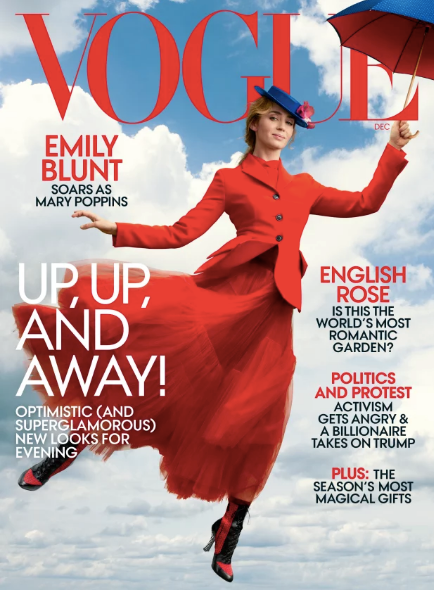 VOGUE
DEC
EMILY
BLUNT
SOARS AS
MARY POPPINS
UP, UP,
AND
AWAY!
OPTIMISTIC (AND
SUPERGLAMOROUS)
NEW LOOKS FOR
EVENING
ENGLISH
ROSE
IS THIS THE
WORLD'S MOST
ROMANTIC
GARDEN?
POLITICS
AND PROTEST
ACTIVISM
GETS ANGRY &
A BILLIONAIRE
TAKES ON TRUMP
PLUS: THE
SEASON'S MOST
MAGICAL GIFTS